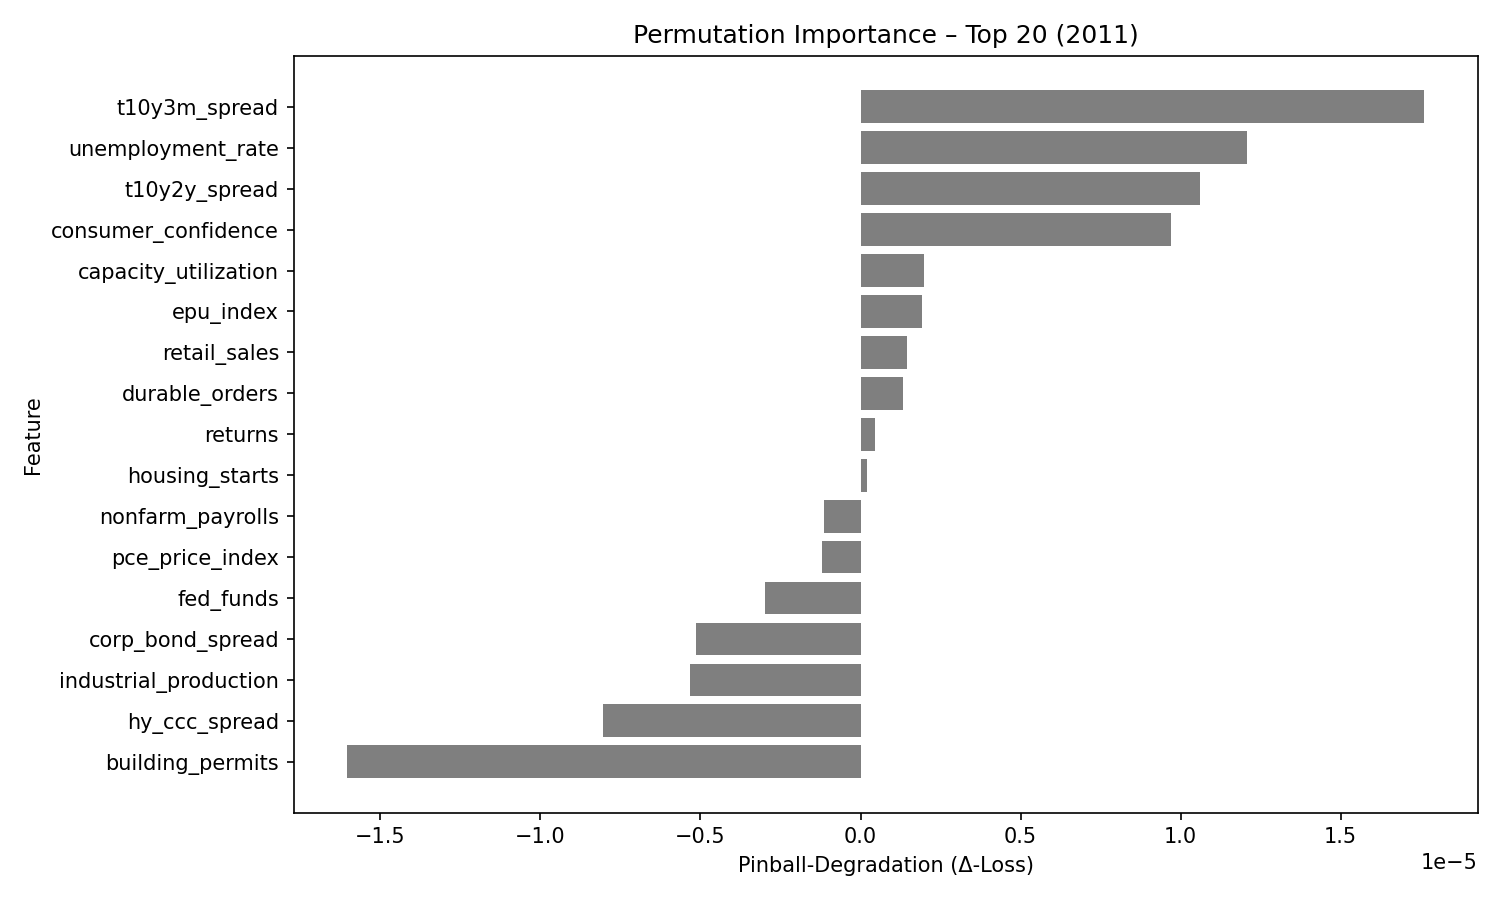 Permutation Importance – Top 20 (2011)
t10y3m_spread
unemployment_rate
t10y2y_spread
consumer_confidence
capacity_utilization
epu_index
retail_sales
durable_orders
returns
housing_starts
nonfarm_payrolls
pce_price_index
fed_funds
corp_bond_spread
industrial_production
hy_ccc_spread
building_permits
Feature
−1.5 −1.0 −0.5 0.0 0.5 1.0 1.5
1e−5
Pinball-Degradation (Δ-Loss)